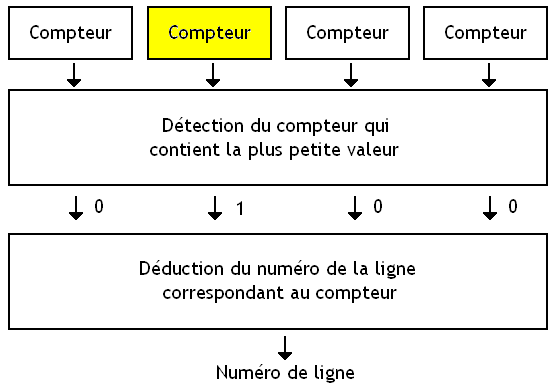 Compteur Compteur Compteur Compteur
Détection du compteur qui
contient la plus petite valeur
0 1 0 0
Déduction du numéro de la ligne
correspondant au compteur
Numéro de ligne